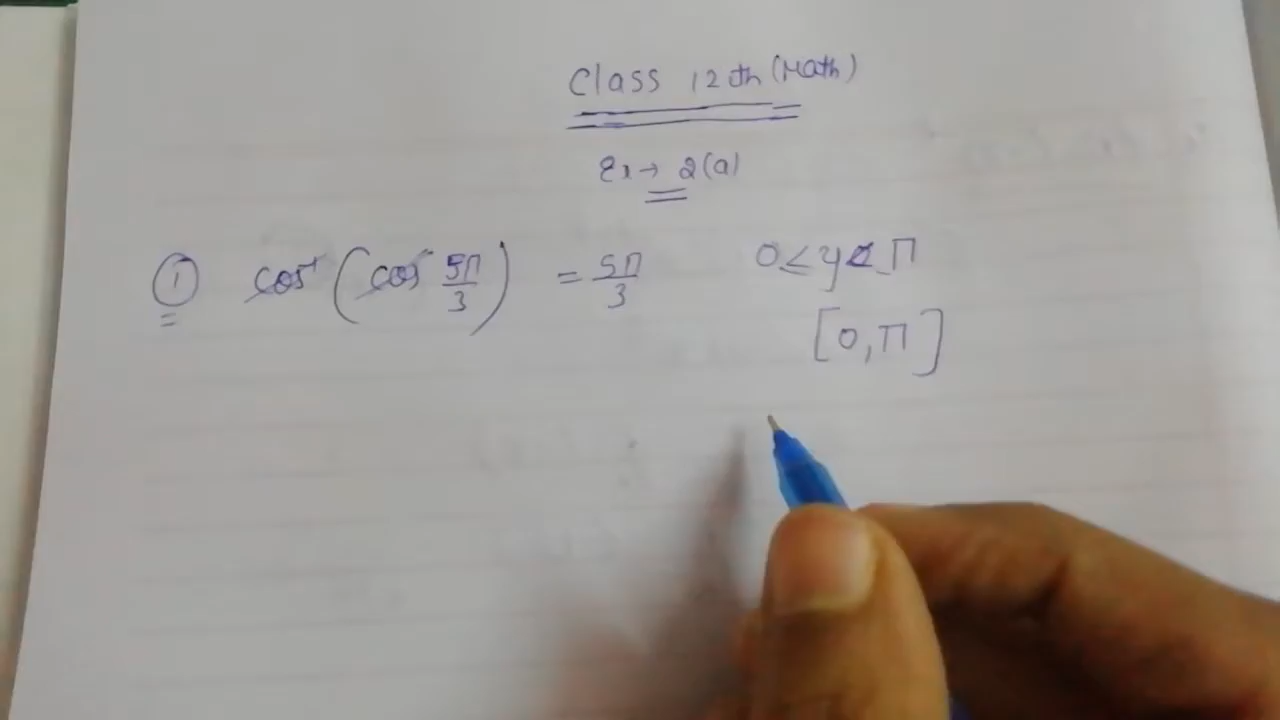 Class 12th (Math)
Ex → 2(a)
① cos⁻¹ (cos 5π/3) = 5π/3 0 ≤ y ≤ π
[0, π]